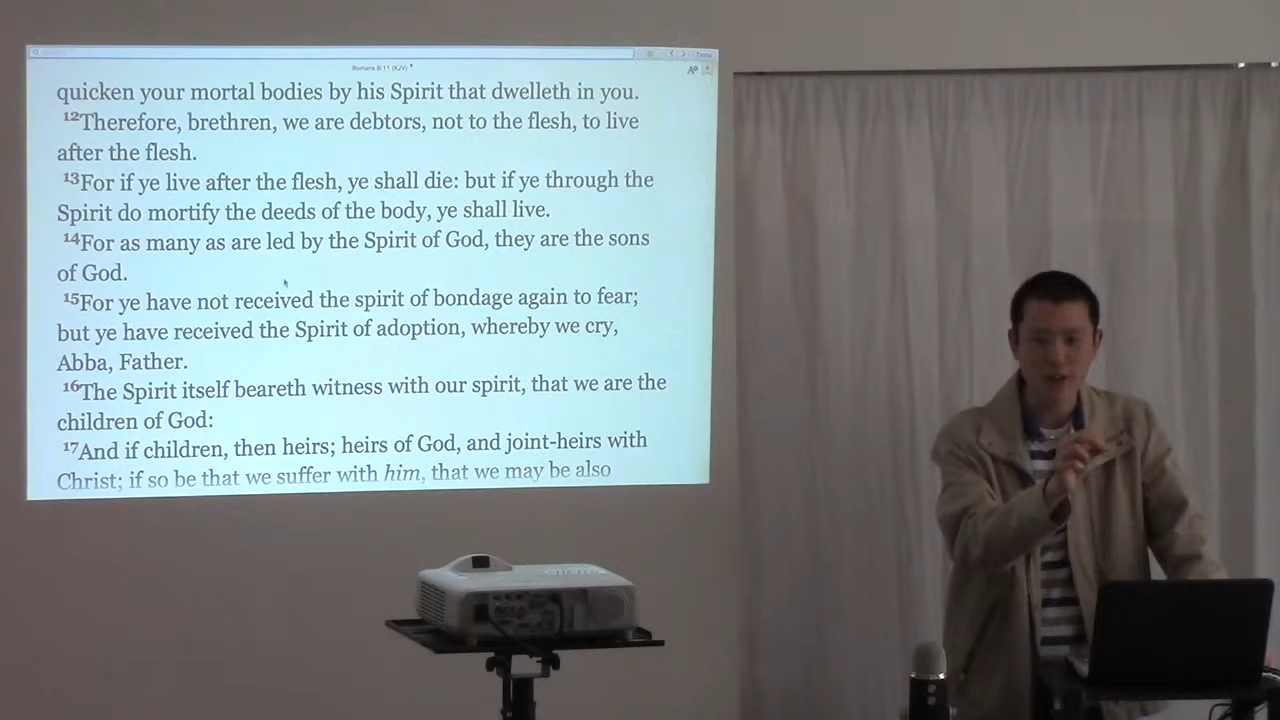 Done
Romans 8:11 (KJV)
quicken your mortal bodies by his Spirit that dwelleth in you.
12Therefore, brethren, we are debtors, not to the flesh, to live
after the flesh.
13For if ye live after the flesh, ye shall die: but if ye through the
Spirit do mortify the deeds of the body, ye shall live.
14For as many as are led by the Spirit of God, they are the sons
of God.
15For ye have not received the spirit of bondage again to fear;
but ye have received the Spirit of adoption, whereby we cry,
Abba, Father.
16The Spirit itself beareth witness with our spirit, that we are the
children of God:
17And if children, then heirs; heirs of God, and joint-heirs with
Christ; if so be that we suffer with him, that we may be also